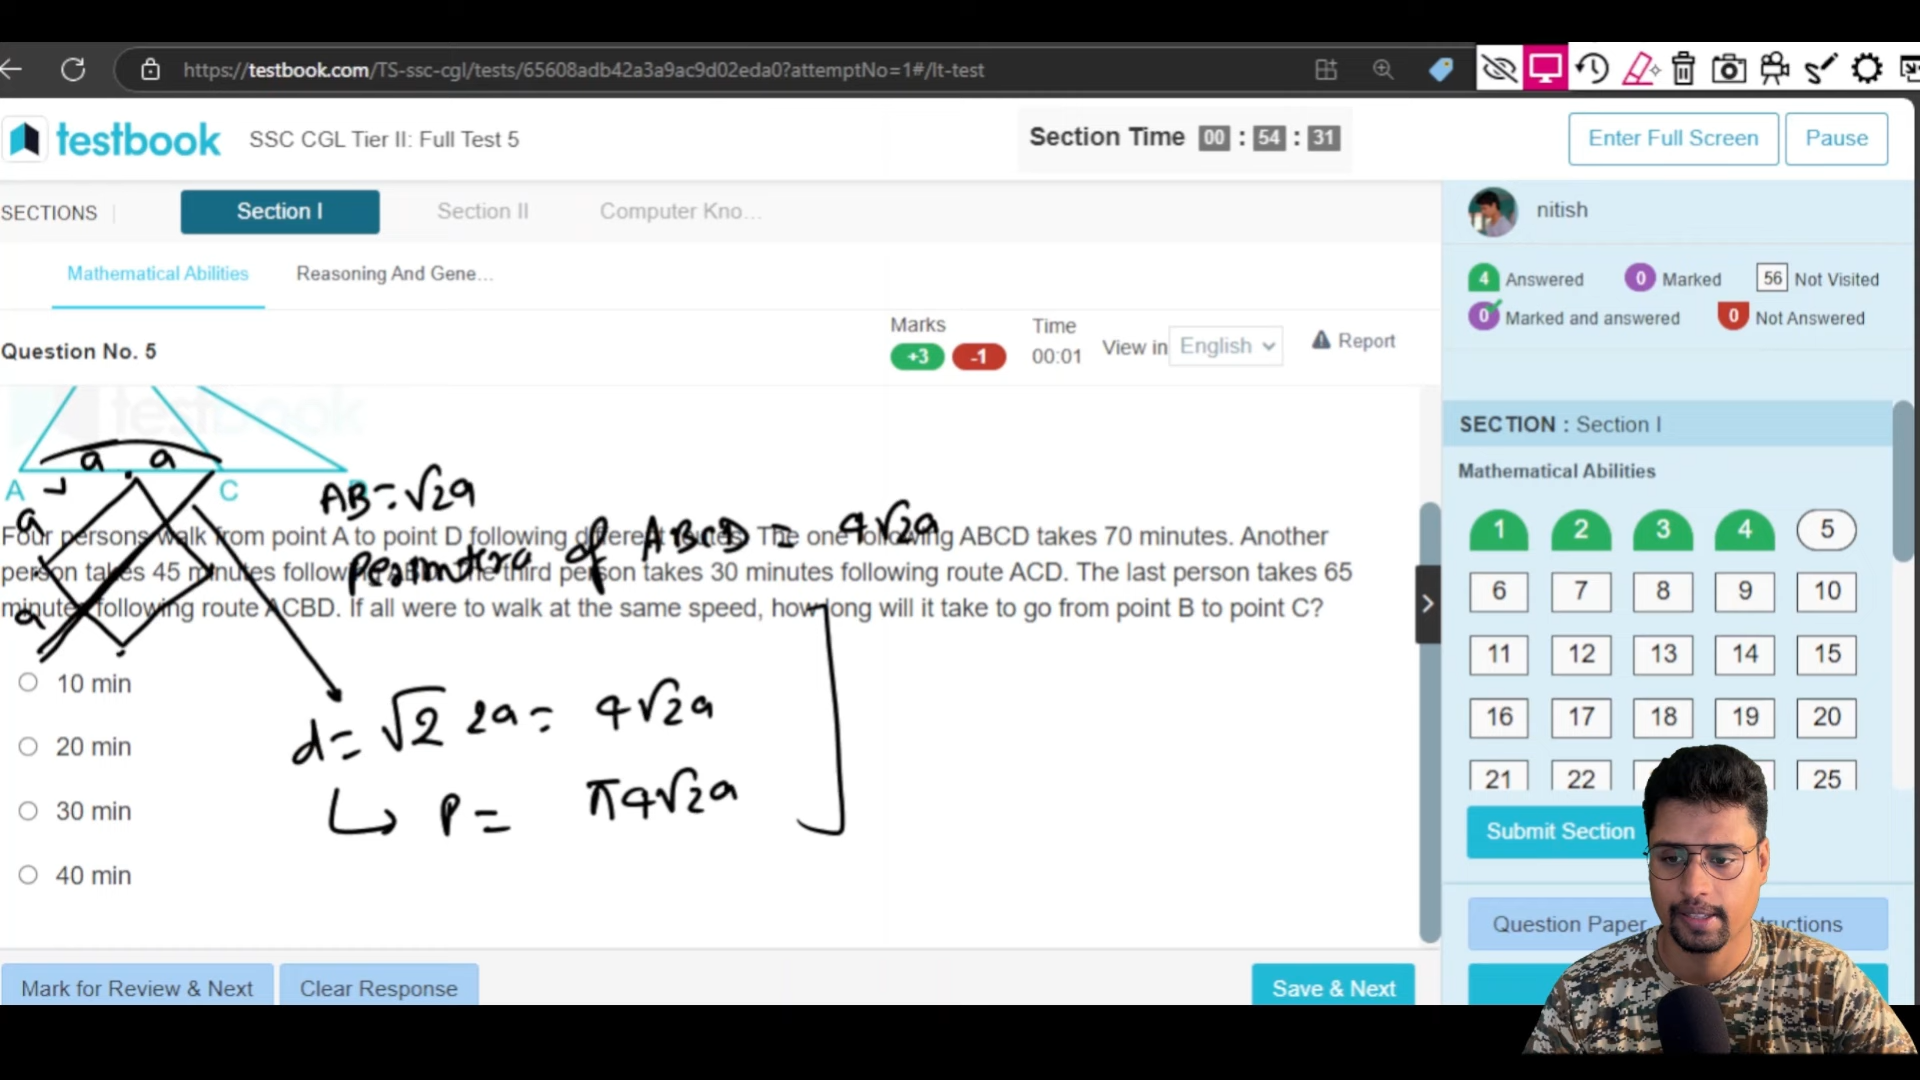 https://testbook.com/TS-ssc-cgl/tests/65608adb42a3a9ac9d02eda0?attemptNo=1#/lt-test
testbook
SSC CGL Tier II: Full Test 5
Section Time 00 : 54 : 31
Enter Full Screen
Pause
SECTIONS
Section I
Section II
Computer Kno...
nitish
Mathematical Abilities
Reasoning And Gene...
4 Answered
0 Marked
56 Not Visited
0 Marked and answered
0 Not Answered
Question No. 5
Marks
+3 -1
Time
00:01
View in English
Report
testbook
a a
A
C
a
a
AB = √2a
Four persons walk from point A to point D following different routes. The one following ABCD takes 70 minutes. Another
of ABCD = 4√2a
person takes 45 minutes following ABD. The third person takes 30 minutes following route ACD. The last person takes 65
minutes following route ACBD. If all were to walk at the same speed, how long will it take to go from point B to point C?
10 min
20 min
30 min
40 min
d = √2 2a = 4√2a
P = π4√2a
SECTION : Section I
Mathematical Abilities
1 2 3 4 5
6 7 8 9 10
11 12 13 14 15
16 17 18 19 20
21 22 25
Submit Section
Question Paper
Mark for Review & Next
Clear Response
Save & Next